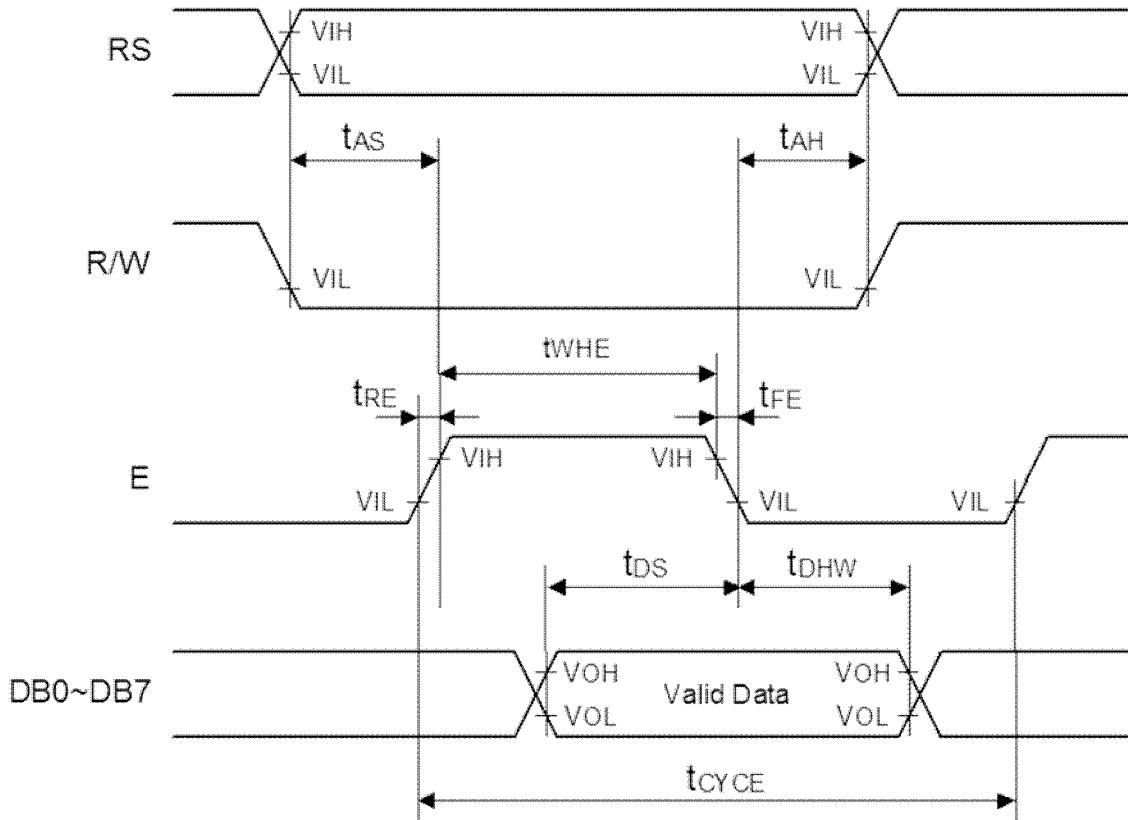 RS
VIH
VIH
VIL
VIL
tAS
tAH
R/W
VIL
VIL
tWHE
tRE
tFE
E
VIH
VIH
VIL
VIL
VIL
tDS
tDHW
DB0~DB7
VOH
Valid Data
VOH
VOL
VOL
tCYCE